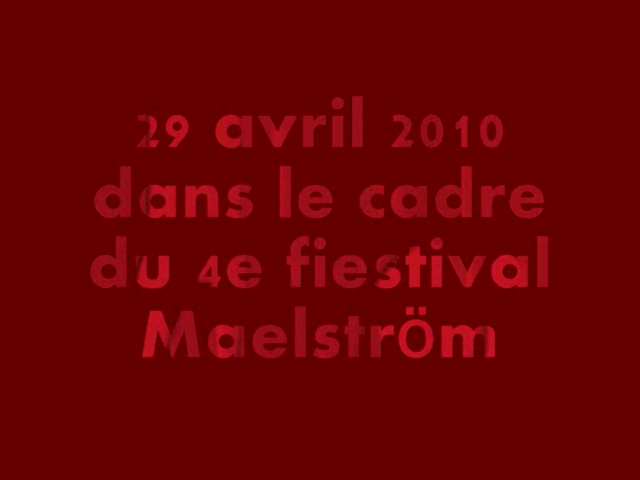 29 avril 2010
dans le cadre
du 4e fiestival
MaelströM